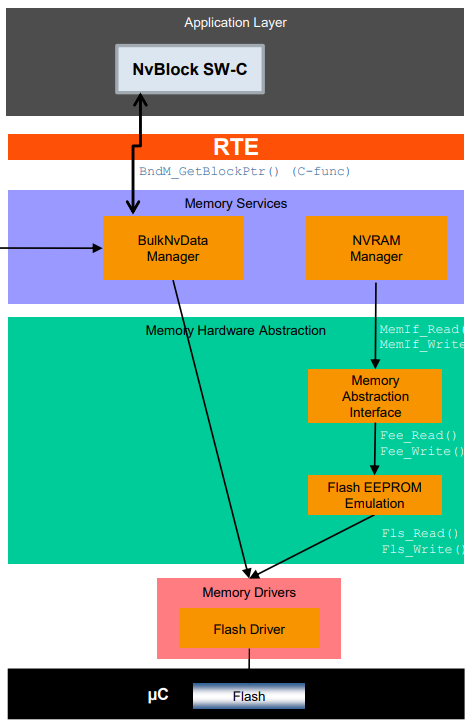 Application Layer
NvBlock SW-C
RTE
BndM_GetBlockPtr() (C-func)
Memory Services
BulkNvData
Manager
NVRAM
Manager
Memory Hardware Abstraction
MemIf_Read(
MemIf_Write
Memory
Abstraction
Interface
Fee_Read()
Fee_Write()
Flash EEPROM
Emulation
Fls_Read()
Fls_Write()
Memory Drivers
Flash Driver
µC
Flash